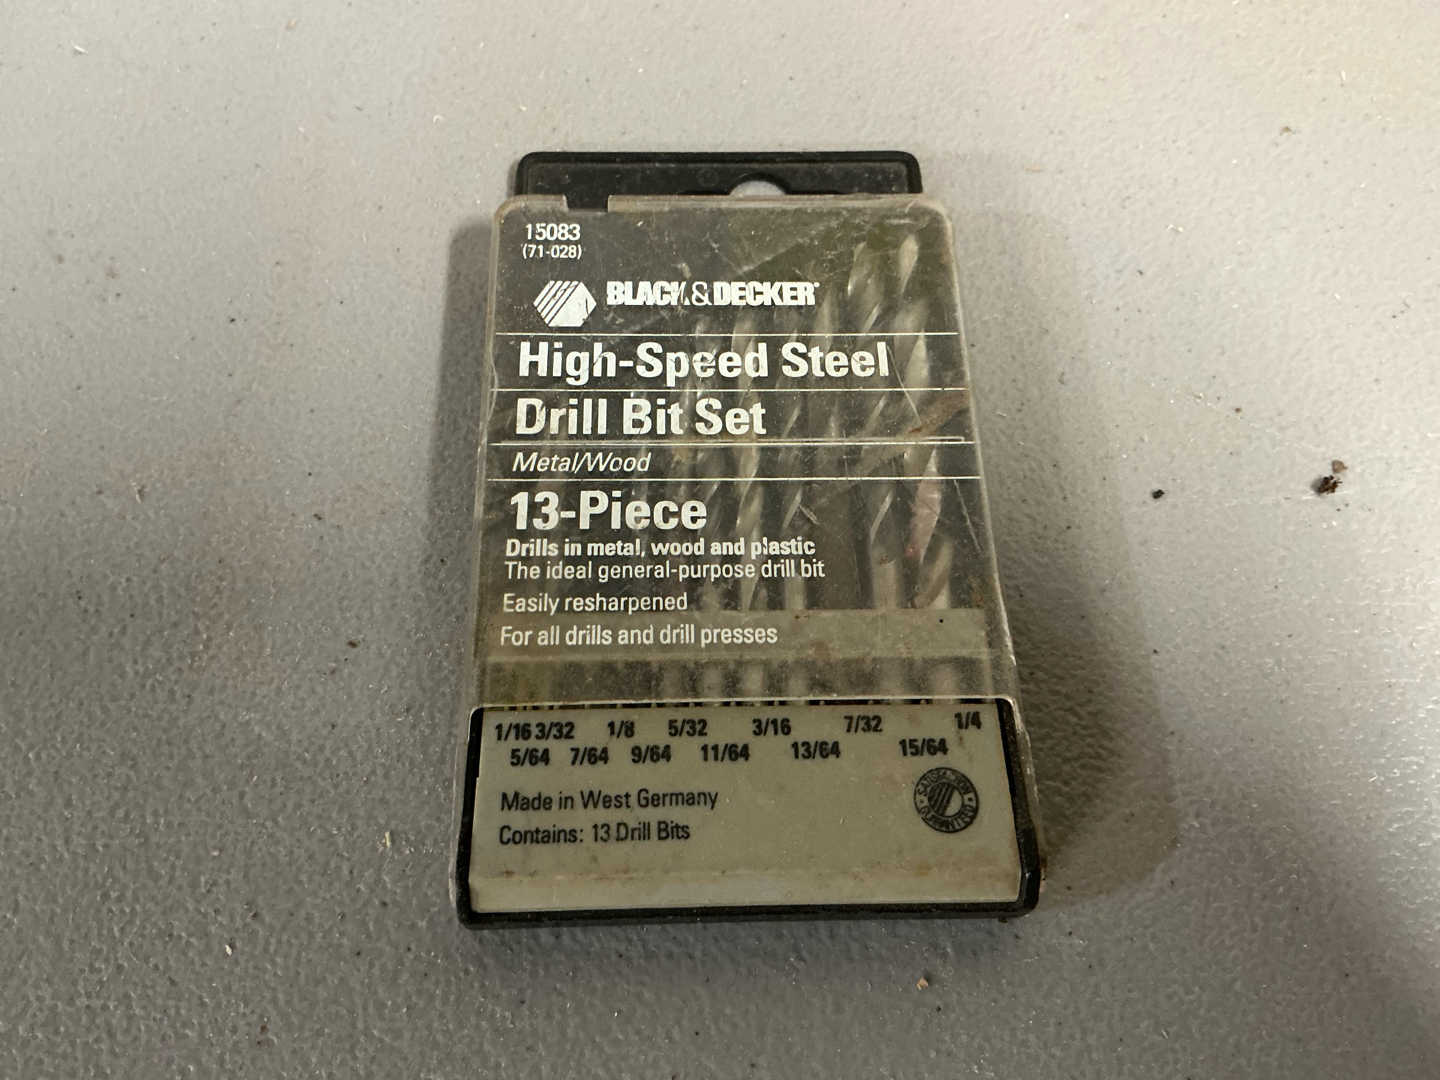 15083
(71-028)
BLACK & DECKER
High-Speed Steel
Drill Bit Set
Metal/Wood
13-Piece
Drills in metal, wood and plastic
The ideal general-purpose drill bit
Easily resharpened
For all drills and drill presses
1/16 3/32 1/8 5/32 3/16 7/32 1/4
5/64 7/64 9/64 11/64 13/64 15/64
Made in West Germany
Contains: 13 Drill Bits
SATISFACTION GUARANTEED